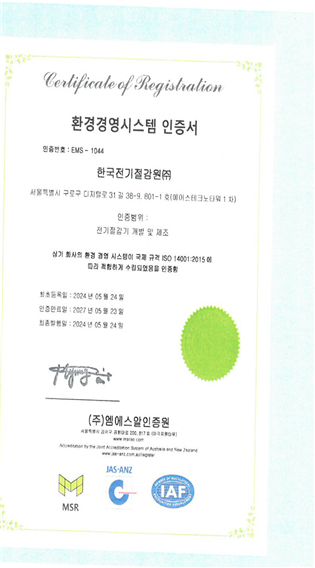 Certificate of Registration
환경경영시스템 인증서
인증번호 : EMS - 1044
한국전기절감원㈜
서울특별시 구로구 디지털로 31길 38-9, 801-1호(에이스테크노타워 1차)
인증범위 :
전기절감기 개발 및 제조
상기 회사의 환경 경영 시스템이 국제 규격 ISO 14001:2015 에
따라 적합하게 수립되었음을 인증함
최초등록일 : 2024 년 05 월 24 일
인증만료일 : 2027 년 05 월 23 일
최종발행일 : 2024 년 05 월 24 일
(주)엠에스알인증원
Accreditation by the Joint Accreditation System of Australia and New Zealand
www.jas-anz.com.au/register
JAS-ANZ
MSR
IAF